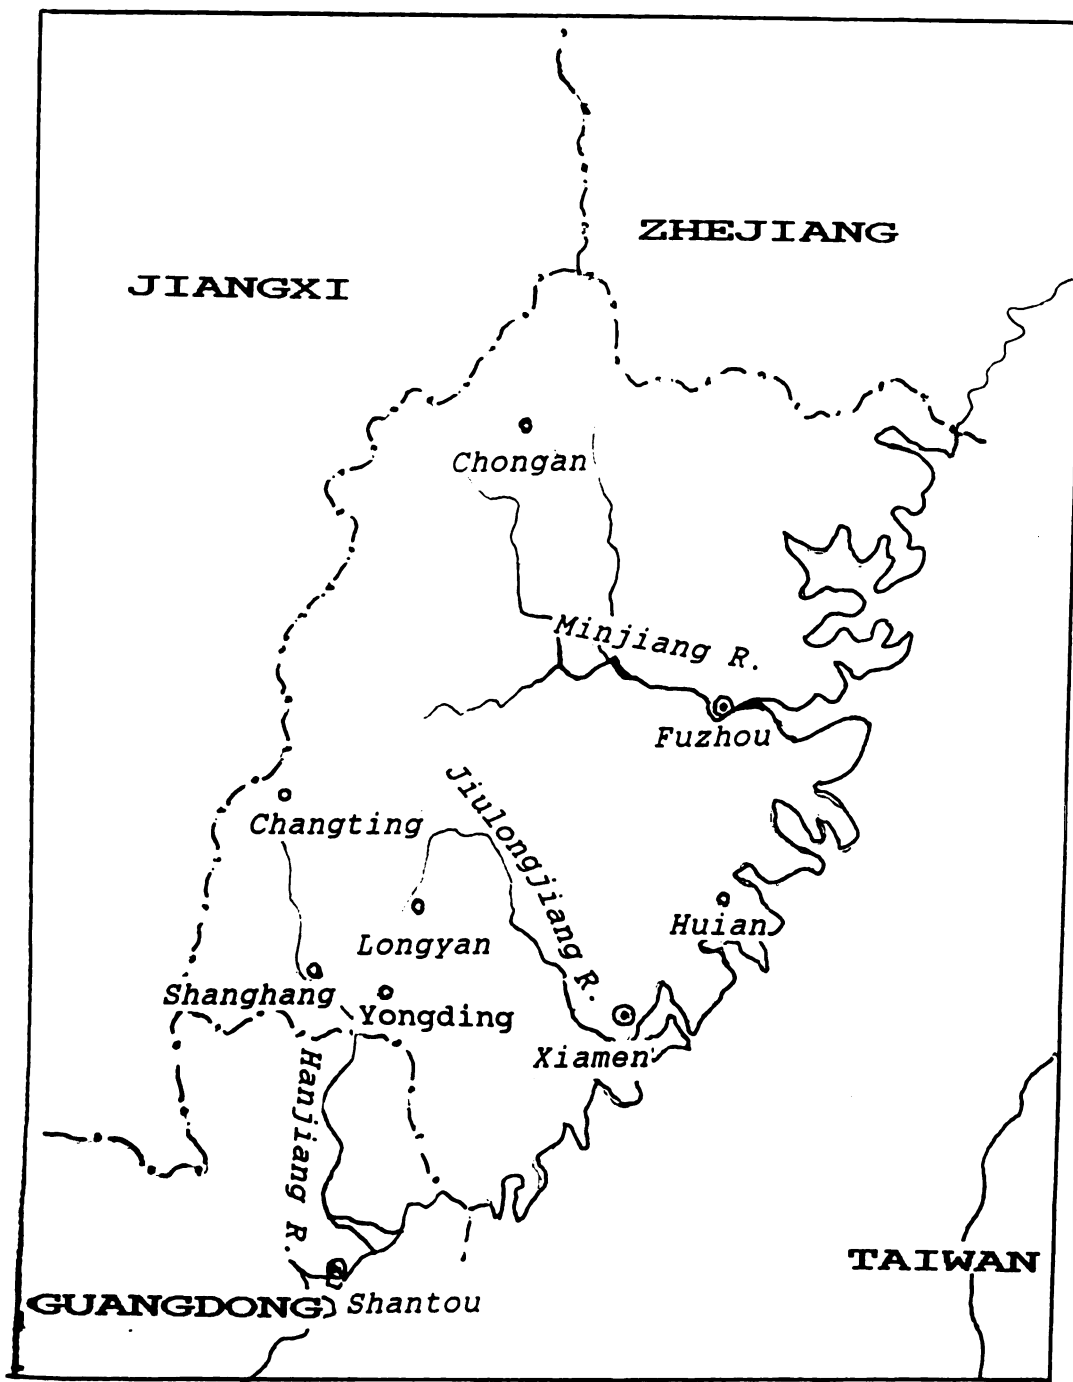 ZHEJIANG
JIANGXI
Chongan
Minjiang R.
Fuzhou
Jiulongjiang R.
Changting
Huian
Longyan
Shanghang
Yongding
Xiamen
Hanjiang R.
TAIWAN
GUANGDONG
Shantou